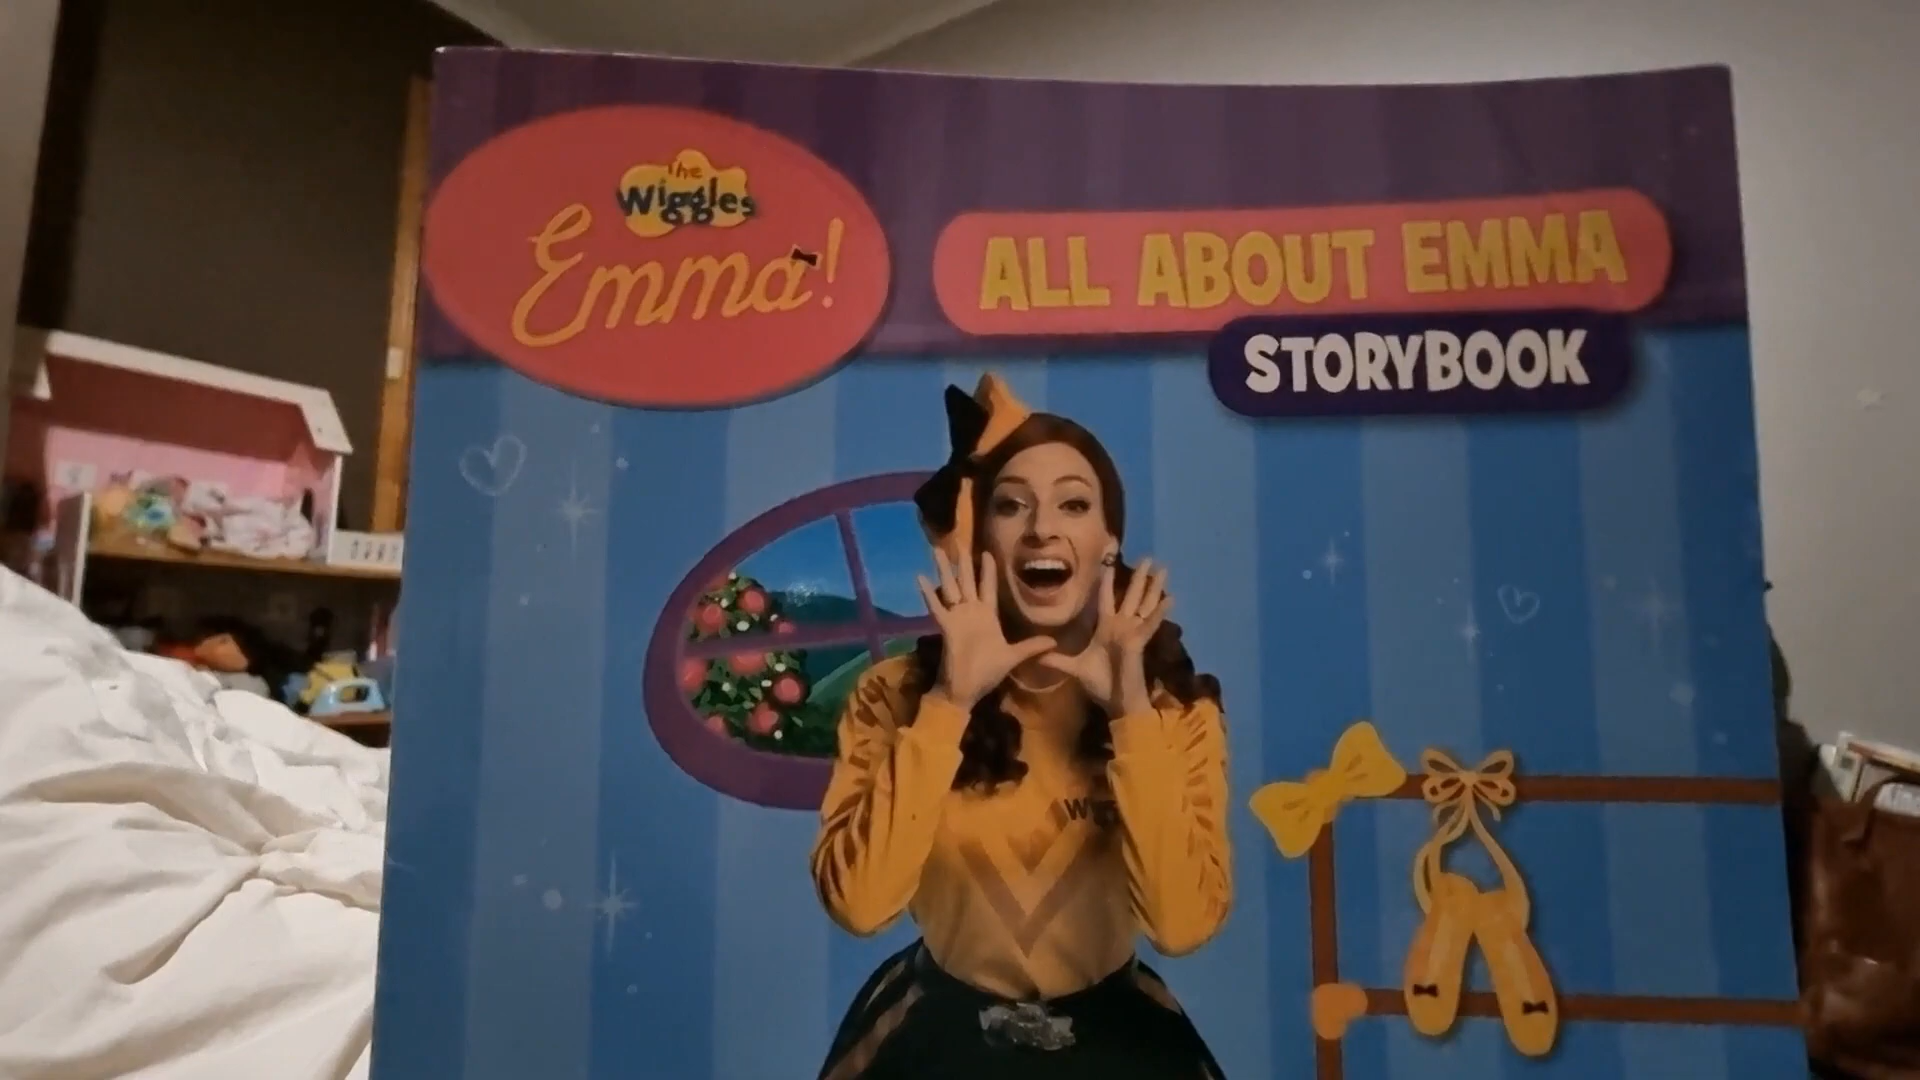 The
Wiggles
Emma!
ALL ABOUT EMMA
STORYBOOK